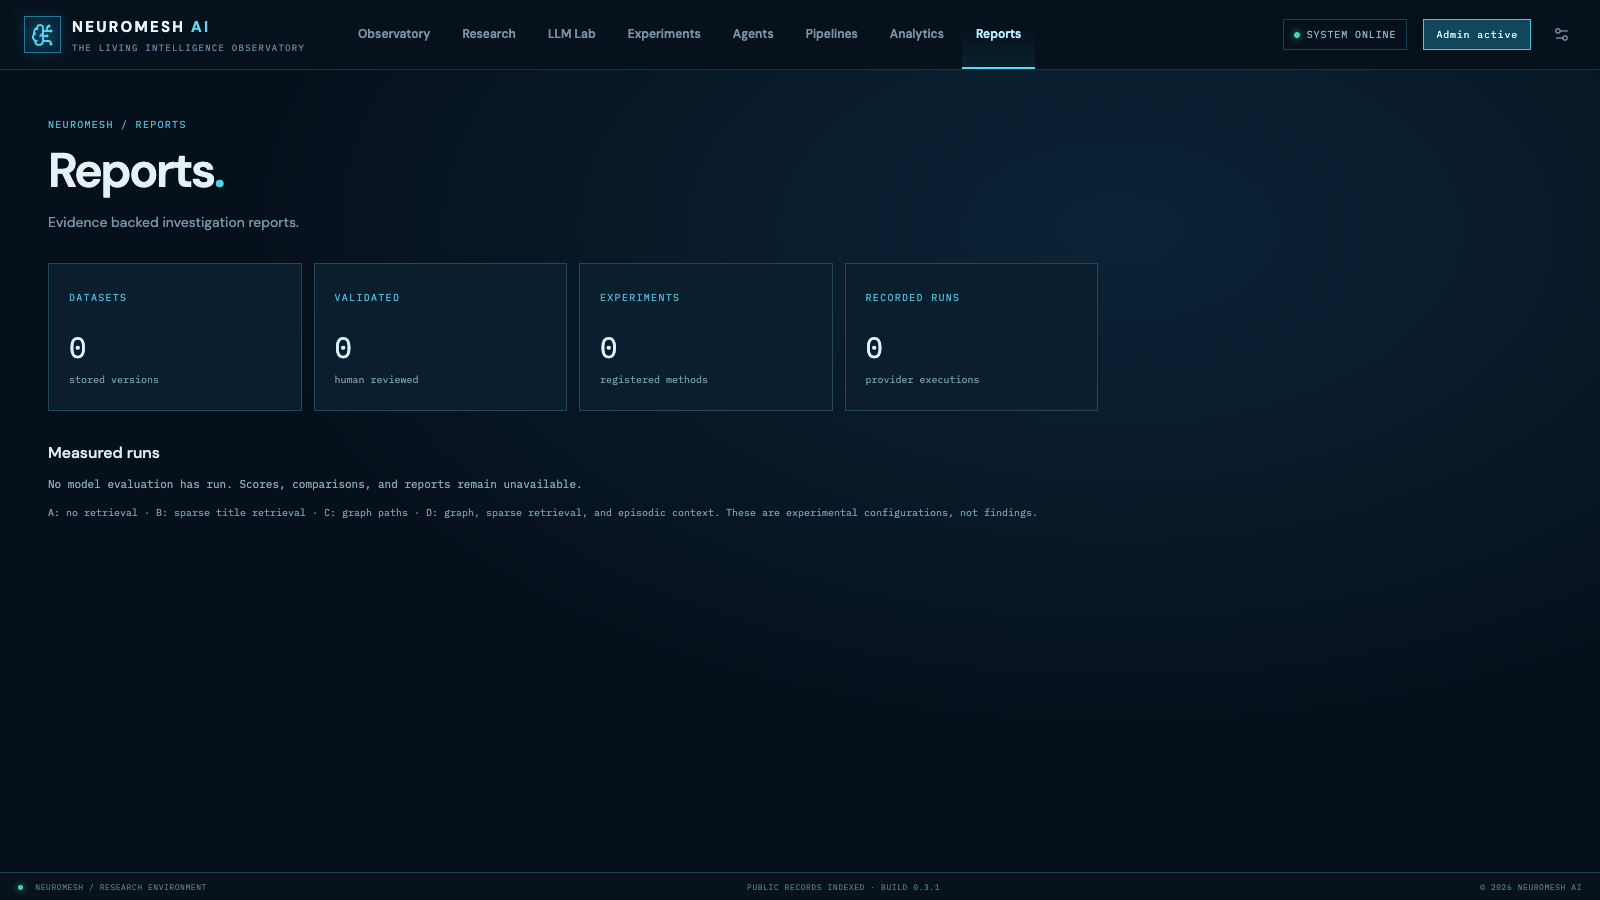 NEUROMESH AI
THE LIVING INTELLIGENCE OBSERVATORY
Observatory
Research
LLM Lab
Experiments
Agents
Pipelines
Analytics
Reports
SYSTEM ONLINE
Admin active
NEUROMESH / REPORTS
Reports.
Evidence backed investigation reports.
DATASETS
0
stored versions
VALIDATED
0
human reviewed
EXPERIMENTS
0
registered methods
RECORDED RUNS
0
provider executions
Measured runs
No model evaluation has run. Scores, comparisons, and reports remain unavailable.
A: no retrieval · B: sparse title retrieval · C: graph paths · D: graph, sparse retrieval, and episodic context. These are experimental configurations, not findings.
NEUROMESH / RESEARCH ENVIRONMENT
PUBLIC RECORDS INDEXED · BUILD 0.3.1
© 2026 NEUROMESH AI